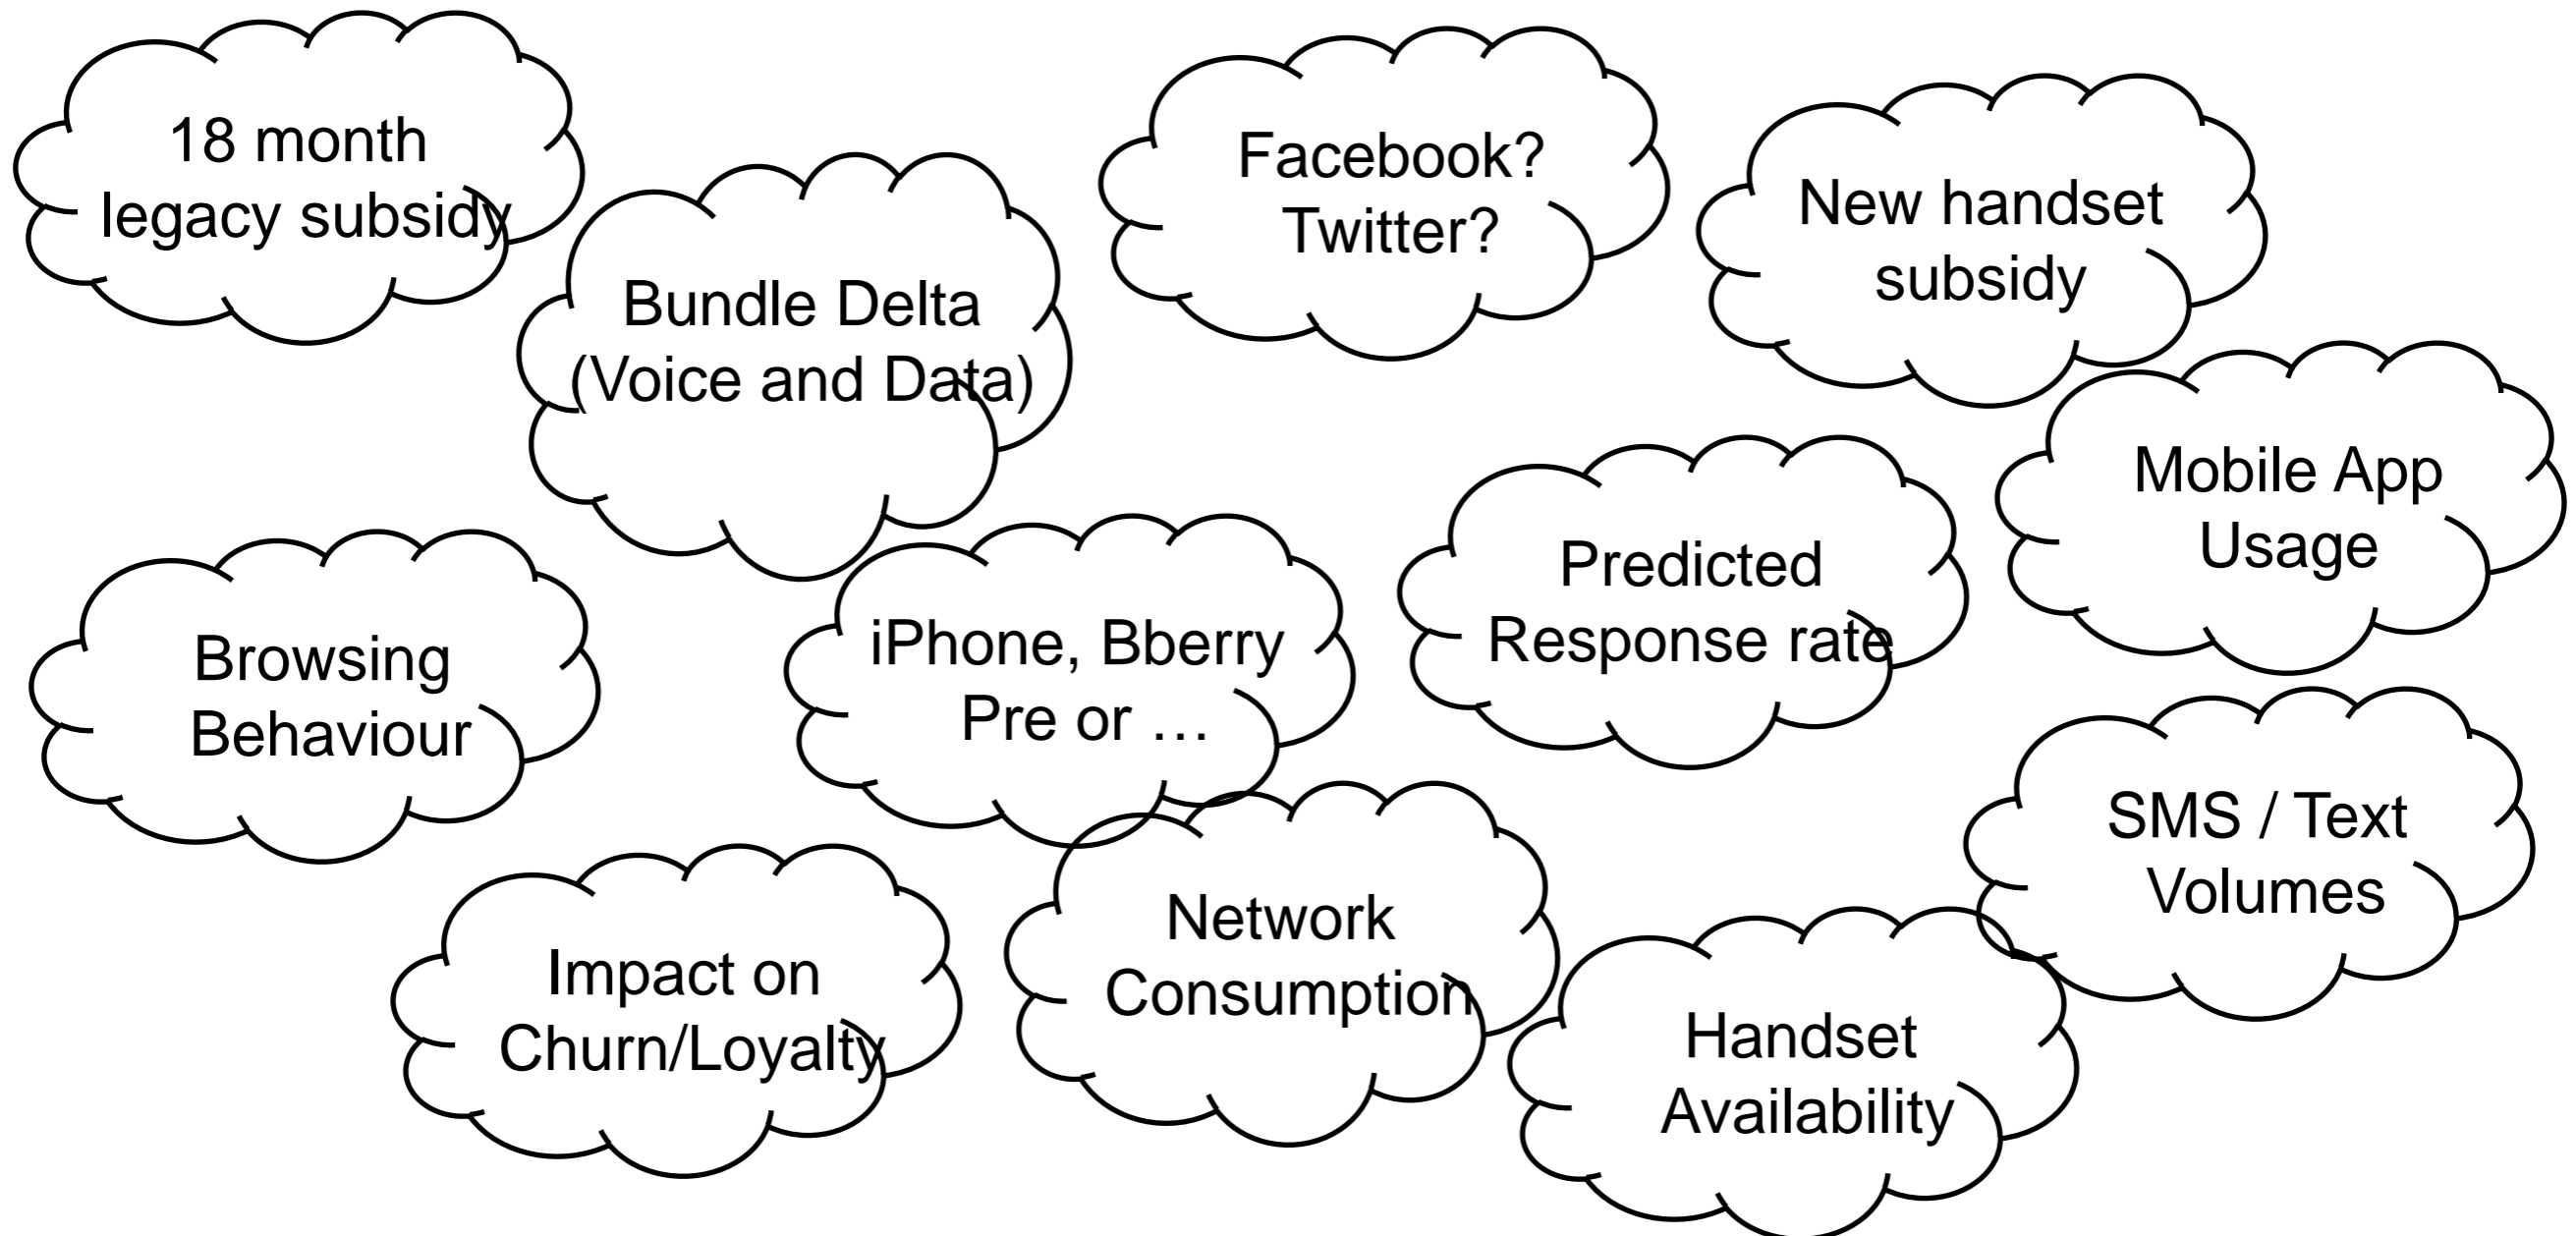 18 month
legacy subsidy
Bundle Delta
(Voice and Data)
Facebook?
Twitter?
New handset
subsidy
Mobile App
Usage
Predicted
Response rate
iPhone, Bberry
Pre or …
Browsing
Behaviour
SMS / Text
Volumes
Network
Consumption
Impact on
Churn/Loyalty
Handset
Availability